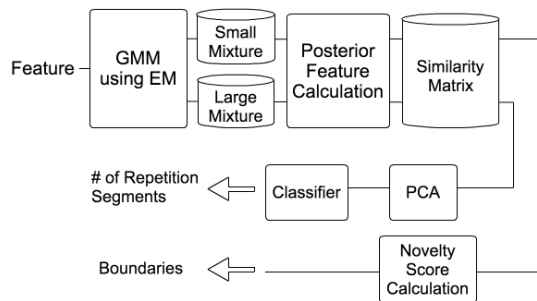 Feature
GMM
using EM
Small
Mixture
Large
Mixture
Posterior
Feature
Calculation
Similarity
Matrix
# of Repetition
Segments
Classifier
PCA
Boundaries
Novelty
Score
Calculation